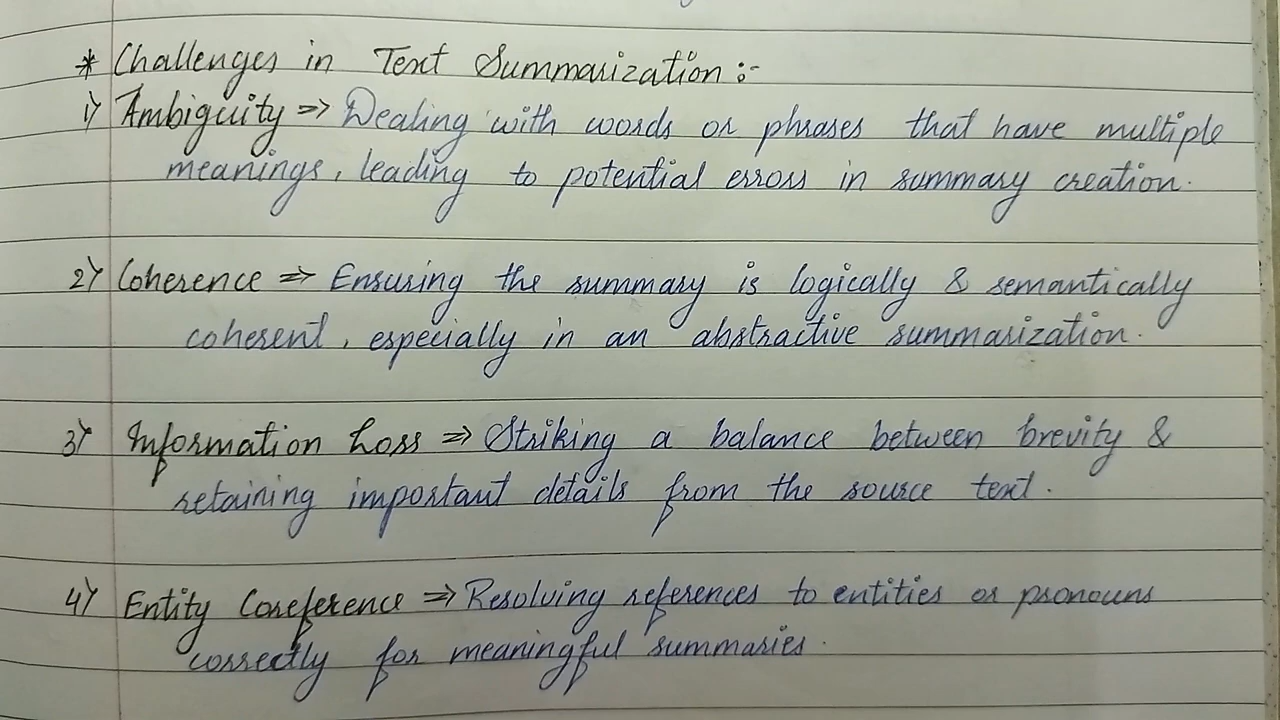 * Challenges in Text Summarization :-
1) Ambiguity => Dealing with words or phrases that have multiple
meanings, leading to potential errors in summary creation.
2) Coherence => Ensuring the summary is logically & semantically
coherent, especially in an abstractive summarization.
3) Information Loss => Striking a balance between brevity &
retaining important details from the source text.
4) Entity Coreference => Resolving references to entities or pronouns
correctly for meaningful summaries.